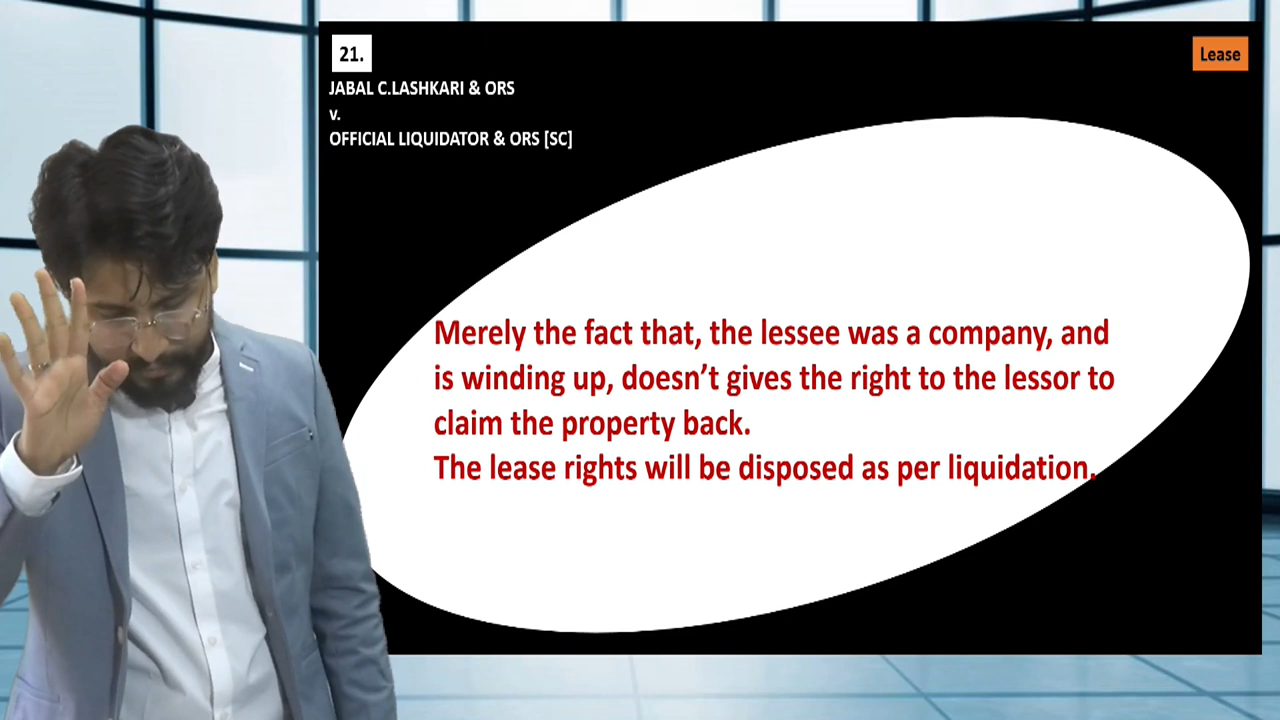 21.
Lease
JABAL C.LASHKARI & ORS
v.
OFFICIAL LIQUIDATOR & ORS [SC]
Merely the fact that, the lessee was a company, and
is winding up, doesn’t gives the right to the lessor to
claim the property back.
The lease rights will be disposed as per liquidation.